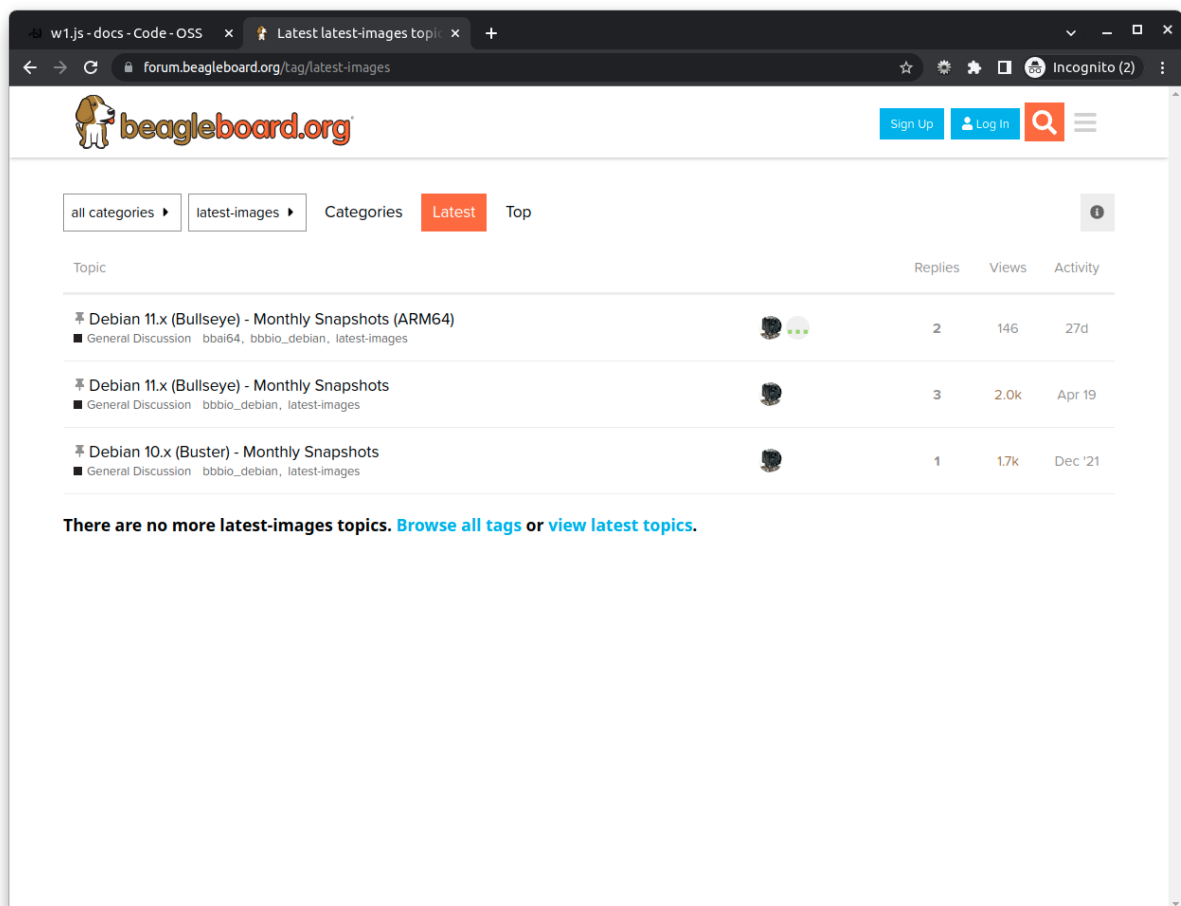 w1.js - docs - Code - OSS
Latest latest-images topic
forum.beagleboard.org/tag/latest-images
Incognito (2)
beagleboard.org
Sign Up
Log In
all categories
latest-images
Categories
Latest
Top
Topic Replies Views Activity
Debian 11.x (Bullseye) - Monthly Snapshots (ARM64)
2 146 27d
General Discussion bbai64, bbbio_debian, latest-images
Debian 11.x (Bullseye) - Monthly Snapshots
3 2.0k Apr 19
General Discussion bbbio_debian, latest-images
Debian 10.x (Buster) - Monthly Snapshots
1 1.7k Dec '21
General Discussion bbbio_debian, latest-images
There are no more latest-images topics. Browse all tags or view latest topics.